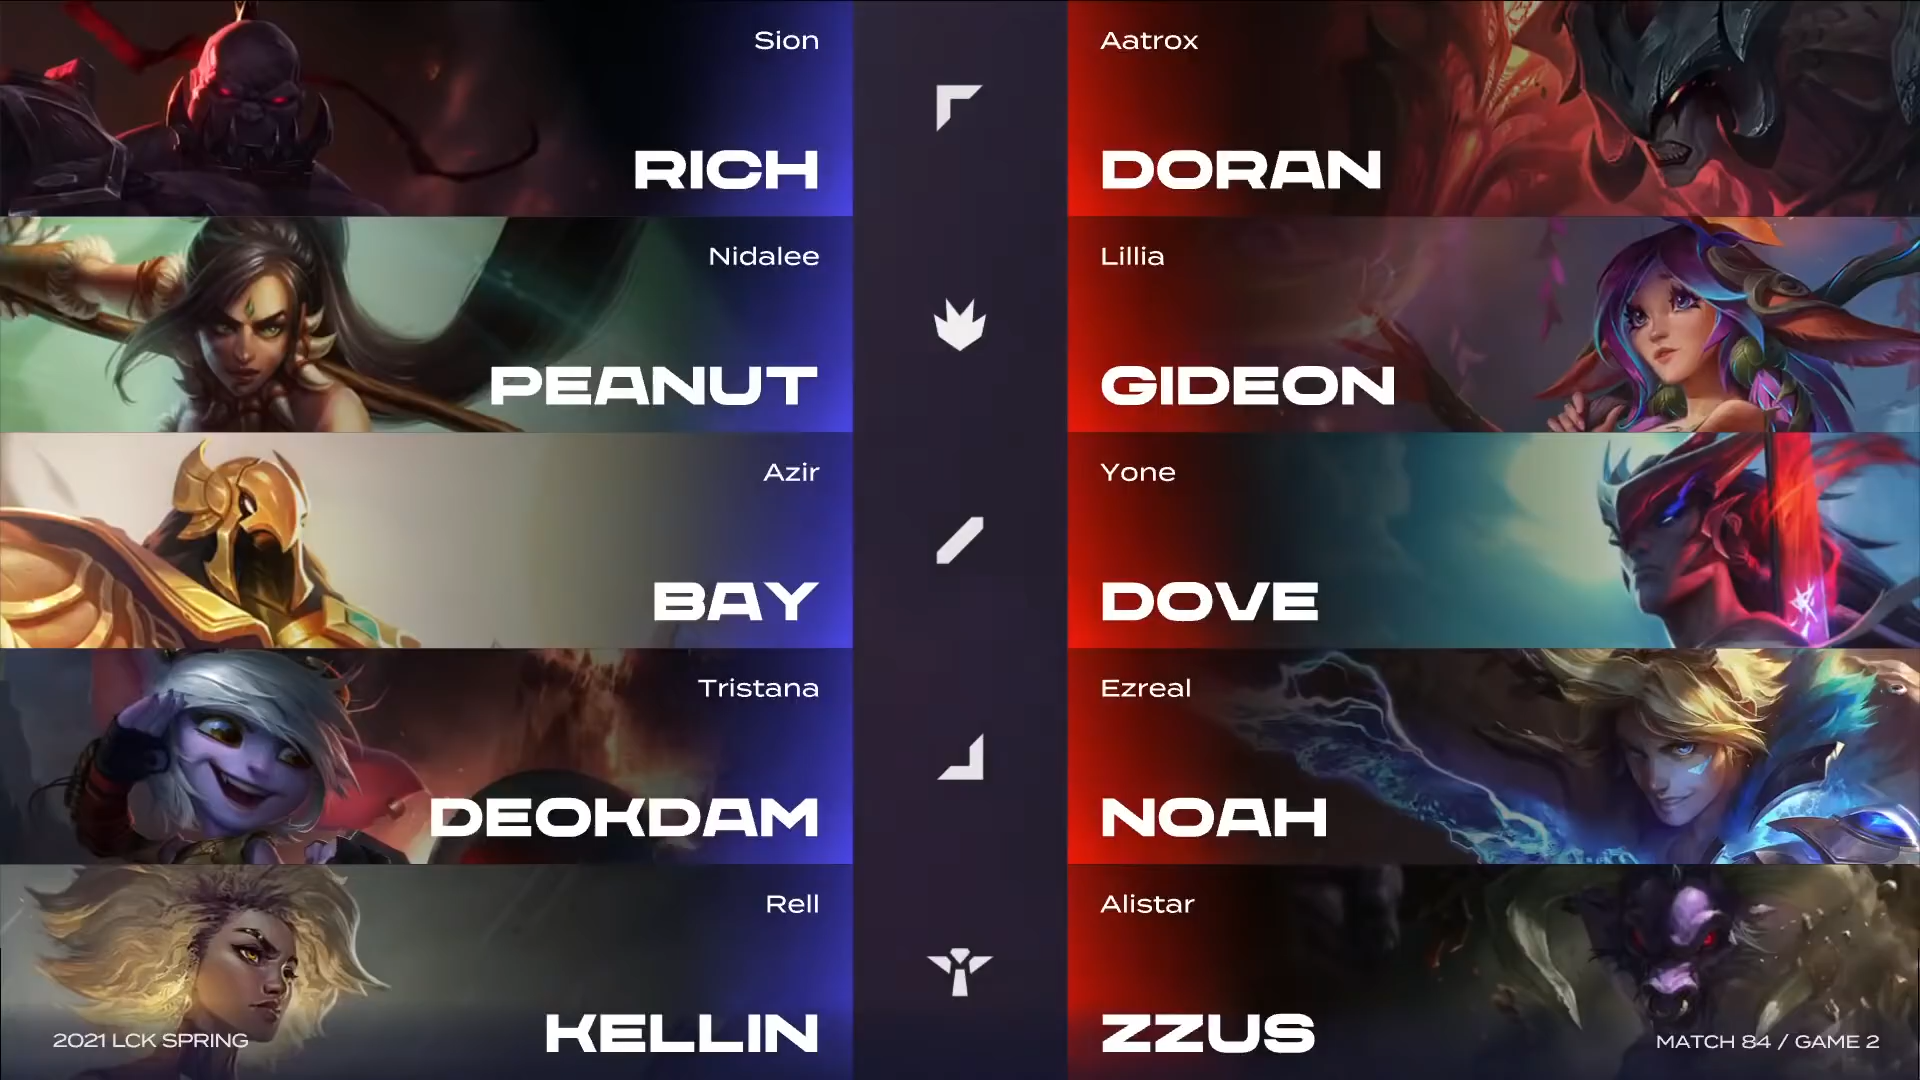 Sion
RICH
Aatrox
DORAN
Nidalee
PEANUT
Lillia
GIDEON
Azir
BAY
Yone
DOVE
Tristana
DEOKDAM
Ezreal
NOAH
Rell
KELLIN
Alistar
ZZUS
2021 LCK SPRING
MATCH 84 / GAME 2